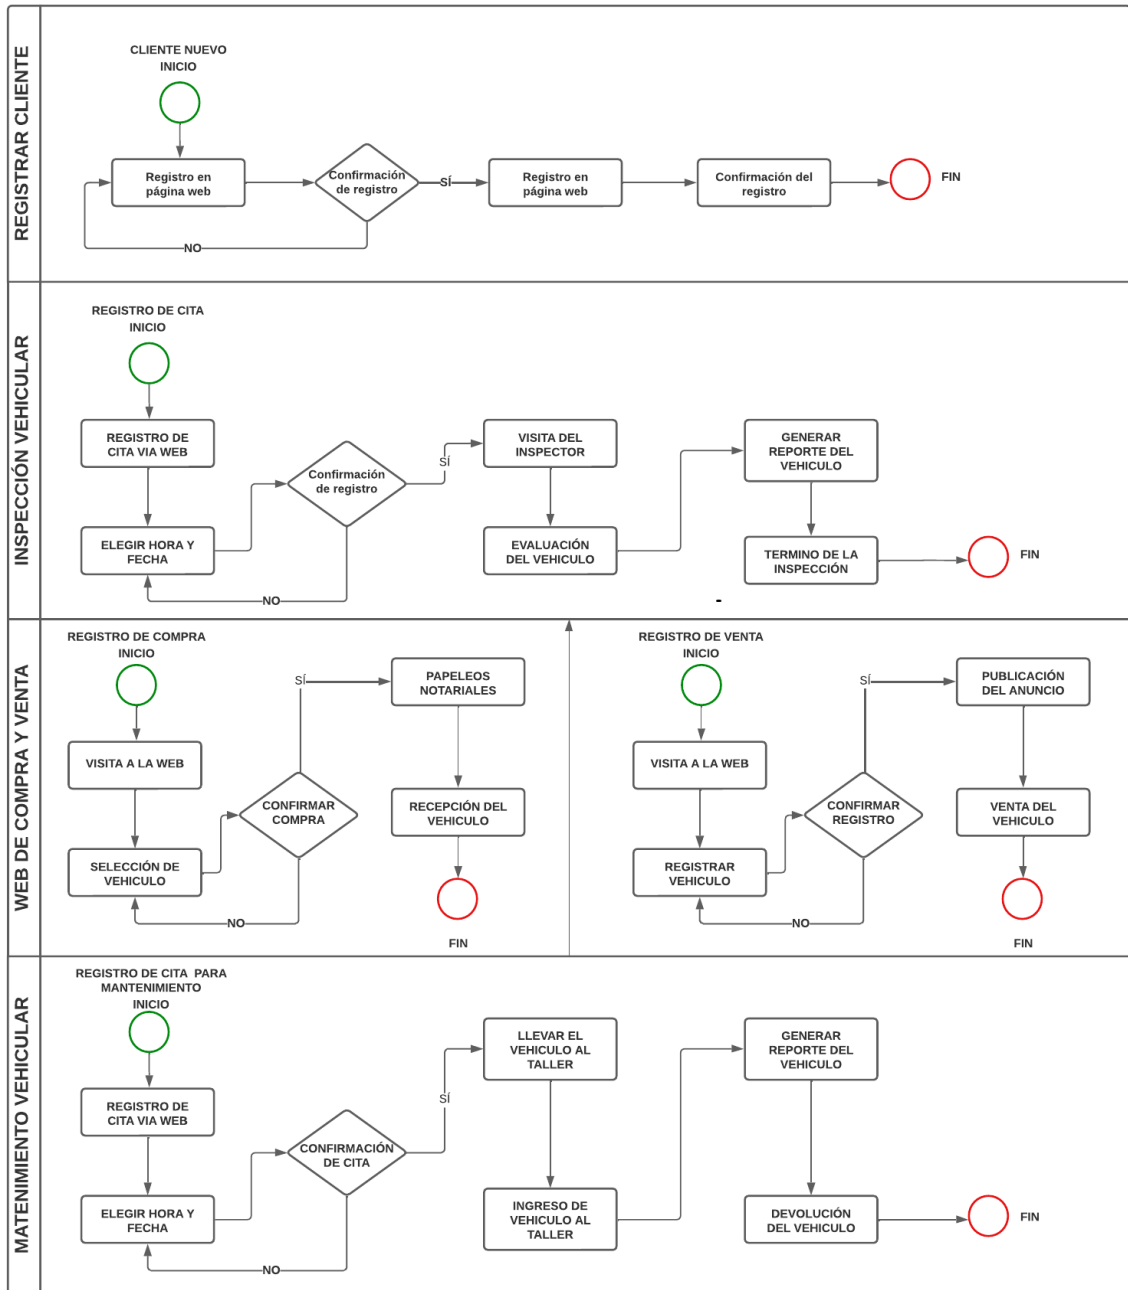 REGISTRAR CLIENTE
CLIENTE NUEVO
INICIO
Registro en
página web
Confirmación
de registro
SÍ
Registro en
página web
Confirmación del
registro
FIN
NO
INSPECCIÓN VEHICULAR
REGISTRO DE CITA
INICIO
REGISTRO DE
CITA VIA WEB
ELEGIR HORA Y
FECHA
Confirmación
de registro
SÍ
NO
VISITA DEL
INSPECTOR
EVALUACIÓN
DEL VEHICULO
GENERAR
REPORTE DEL
VEHICULO
TERMINO DE LA
INSPECCIÓN
FIN
-
WEB DE COMPRA Y VENTA
REGISTRO DE COMPRA
INICIO
VISITA A LA WEB
SELECCIÓN DE
VEHICULO
CONFIRMAR
COMPRA
SÍ
NO
PAPELEOS
NOTARIALES
RECEPCIÓN DEL
VEHICULO
FIN
REGISTRO DE VENTA
INICIO
VISITA A LA WEB
REGISTRAR
VEHICULO
CONFIRMAR
REGISTRO
SÍ
NO
PUBLICACIÓN
DEL ANUNCIO
VENTA DEL
VEHICULO
FIN
MATENIMIENTO VEHICULAR
REGISTRO DE CITA PARA
MANTENIMIENTO
INICIO
REGISTRO DE
CITA VIA WEB
ELEGIR HORA Y
FECHA
CONFIRMACIÓN
DE CITA
SÍ
NO
LLEVAR EL
VEHICULO AL
TALLER
INGRESO DE
VEHICULO AL
TALLER
GENERAR
REPORTE DEL
VEHICULO
DEVOLUCIÓN
DEL VEHICULO
FIN